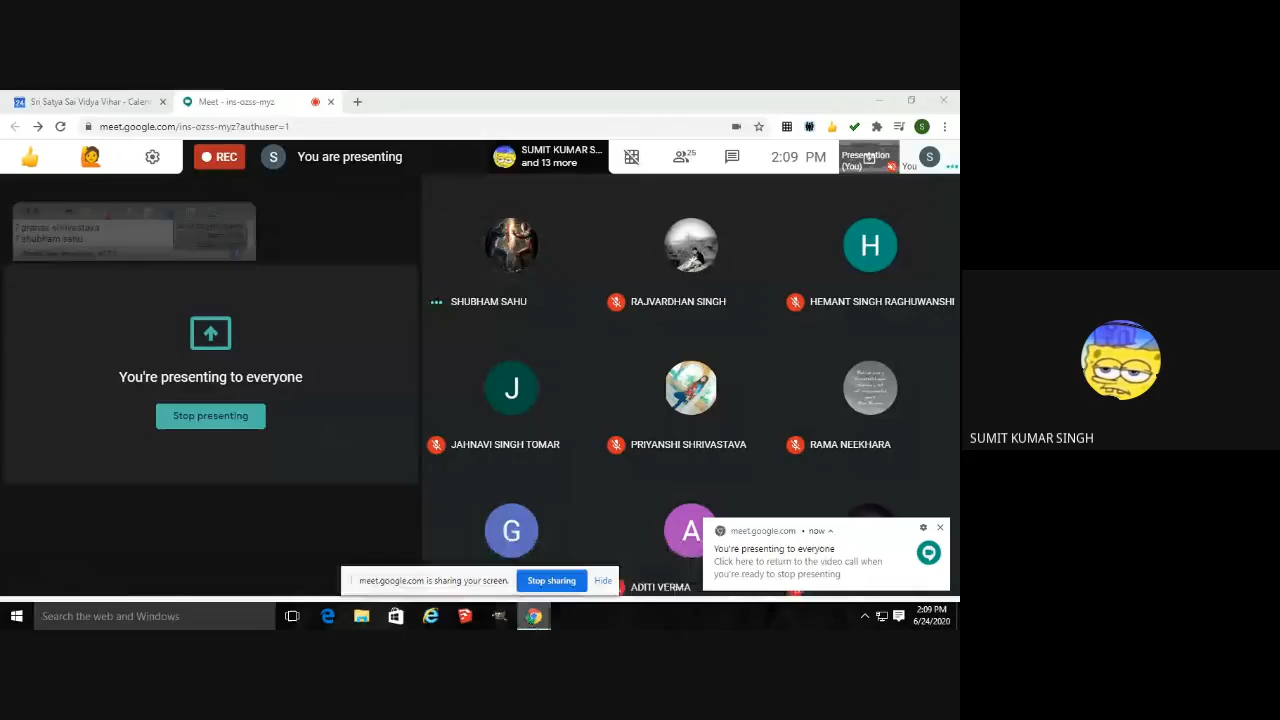 24 Sri Satya Sai Vidya Vihar - Calen
Meet - ins-ozss-myz
meet.google.com/ins-ozss-myz?authuser=1
S
REC
S You are presenting
SUMIT KUMAR S...
and 13 more
25
2:09 PM
Presentation
(You)
You
S
? shubham sahu
You're presenting to everyone
Stop presenting
SHUBHAM SAHU
RAJVARDHAN SINGH
H
HEMANT SINGH RAGHUWANSHI
J
JAHNAVI SINGH TOMAR
PRIYANSHI SHRIVASTAVA
RAMA NEEKHARA
G
A
ADITI VERMA
meet.google.com • now
You're presenting to everyone
Click here to return to the video call when
you're ready to stop presenting
meet.google.com is sharing your screen.
Stop sharing
Hide
Search the web and Windows
2:09 PM
6/24/2020
SUMIT KUMAR SINGH